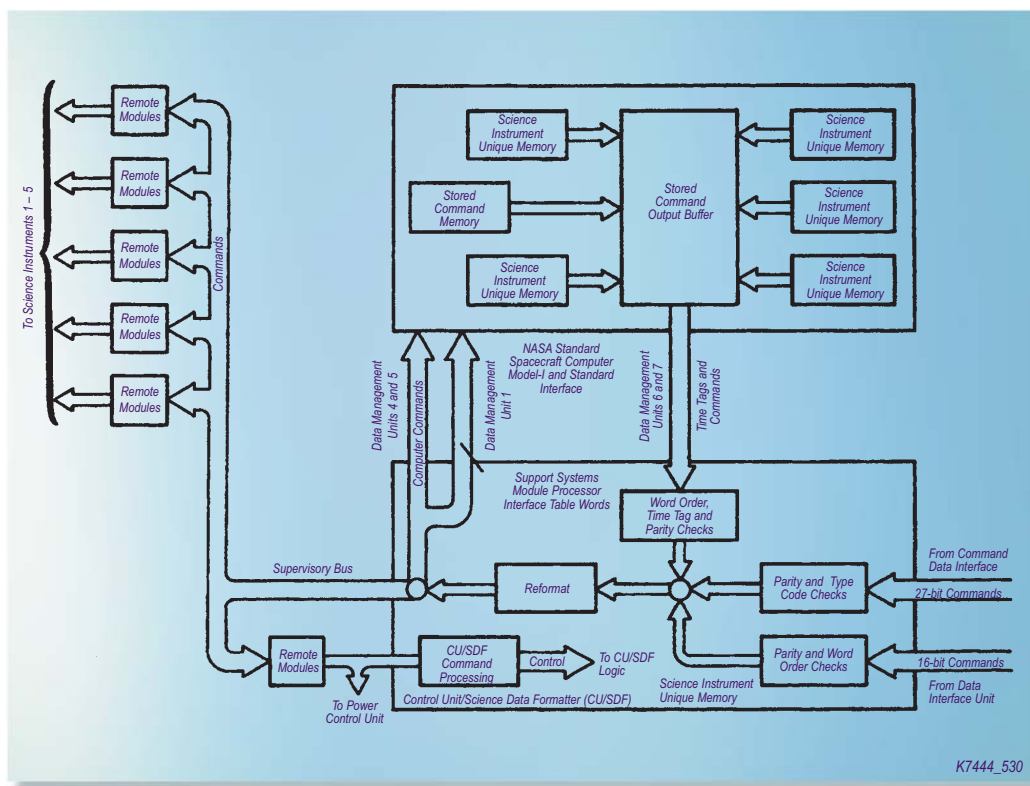 To Science Instruments 1 – 5
Remote
Modules
Remote
Modules
Remote
Modules
Remote
Modules
Remote
Modules
Commands
Science
Instrument
Unique Memory
Stored
Command
Memory
Science
Instrument
Unique Memory
Stored
Command
Output Buffer
Science
Instrument
Unique Memory
Science
Instrument
Unique Memory
Science
Instrument
Unique Memory
NASA Standard
Spacecraft Computer
Model-I and Standard
Interface
Data Management
Units 4 and 5
Computer Commands
Data Management
Unit 1
Data Management
Units 6 and 7
Time Tags and
Commands
Support Systems
Module Processor
Interface Table Words
Word Order,
Time Tag and
Parity Checks
Supervisory Bus
Reformat
Parity and Type
Code Checks
From Command
Data Interface
27-bit Commands
Remote
Modules
To Power
Control Unit
CU/SDF
Command
Processing
Control
To CU/SDF
Logic
Parity and Word
Order Checks
16-bit Commands
From Data
Interface Unit
Science Instrument
Unique Memory
Control Unit/Science Data Formatter (CU/SDF)
K7444_530